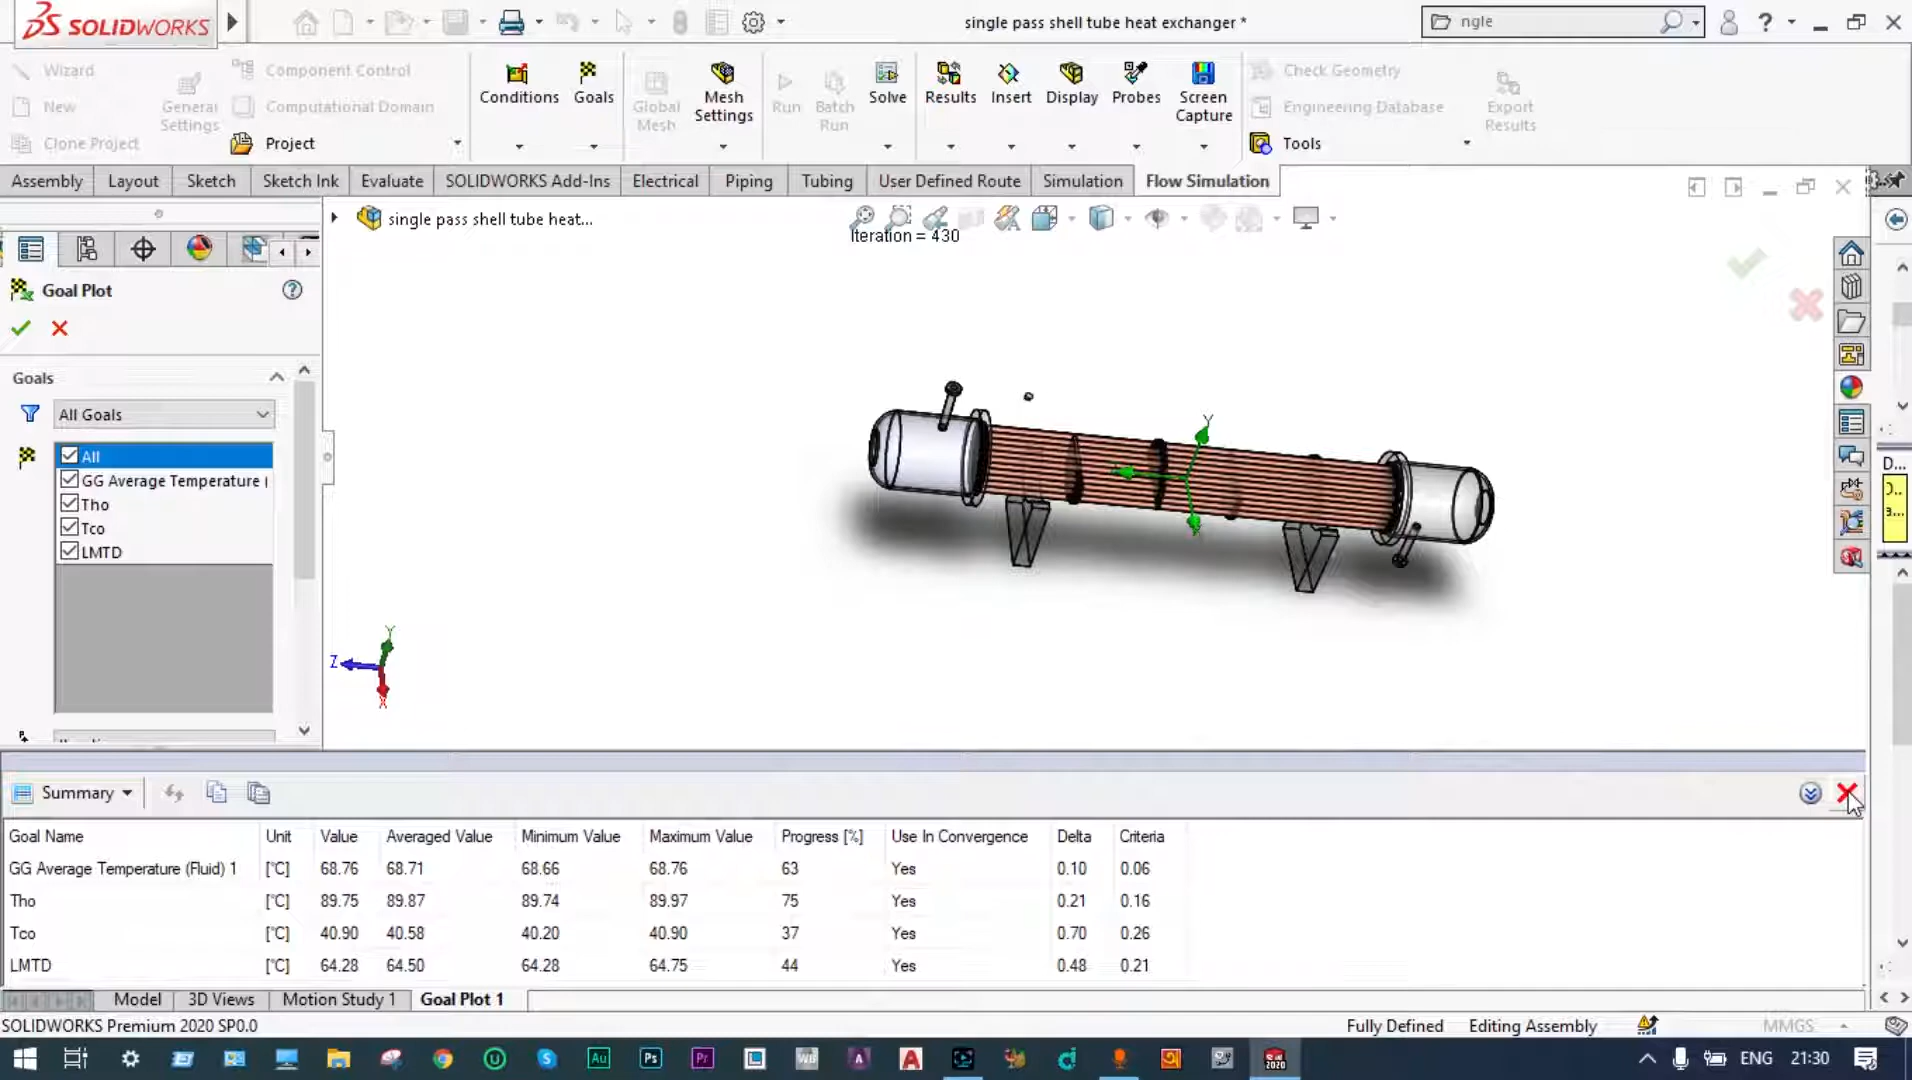 SOLIDWORKS
single pass shell tube heat exchanger *
ngle
?
Wizard
New
Clone Project
General
Settings
Component Control
Computational Domain
Project
Conditions
Goals
Global
Mesh
Mesh
Settings
Run
Batch
Run
Solve
Results
Insert
Display
Probes
Screen
Capture
Check Geometry
Engineering Database
Tools
Export
Results
Assembly
Layout
Sketch
Sketch Ink
Evaluate
SOLIDWORKS Add-Ins
Electrical
Piping
Tubing
User Defined Route
Simulation
Flow Simulation
single pass shell tube heat...
Iteration = 430
Goal Plot
?
Goals
All Goals
All
GG Average Temperature (
Tho
Tco
LMTD
Y
Y
Z
X
D...
Summary
Goal Name Unit Value Averaged Value Minimum Value Maximum Value Progress [%] Use In Convergence Delta Criteria
GG Average Temperature (Fluid) 1 [°C] 68.76 68.71 68.66 68.76 63 Yes 0.10 0.06
Tho [°C] 89.75 89.87 89.74 89.97 75 Yes 0.21 0.16
Tco [°C] 40.90 40.58 40.20 40.90 37 Yes 0.70 0.26
LMTD [°C] 64.28 64.50 64.28 64.75 44 Yes 0.48 0.21
Model
3D Views
Motion Study 1
Goal Plot 1
SOLIDWORKS Premium 2020 SP0.0
Fully Defined
Editing Assembly
MMGS
Au
Ps
Pr
L
WB
A
A
2020
ENG
21:30